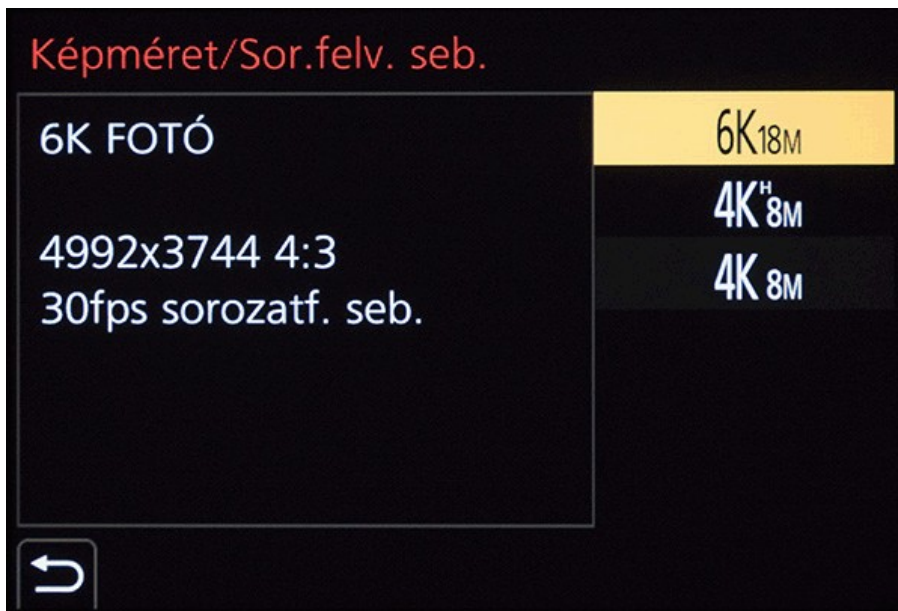 Képméret/Sor.felv. seb.
6K FOTÓ
4992x3744 4:3
30fps sorozatf. seb.
6K18M
4KH8M
4K 8M